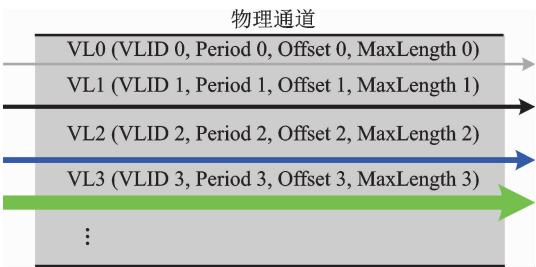 物理通道
VL0 (VLID 0, Period 0, Offset 0, MaxLength 0)
VL1 (VLID 1, Period 1, Offset 1, MaxLength 1)
VL2 (VLID 2, Period 2, Offset 2, MaxLength 2)
VL3 (VLID 3, Period 3, Offset 3, MaxLength 3)
⋮